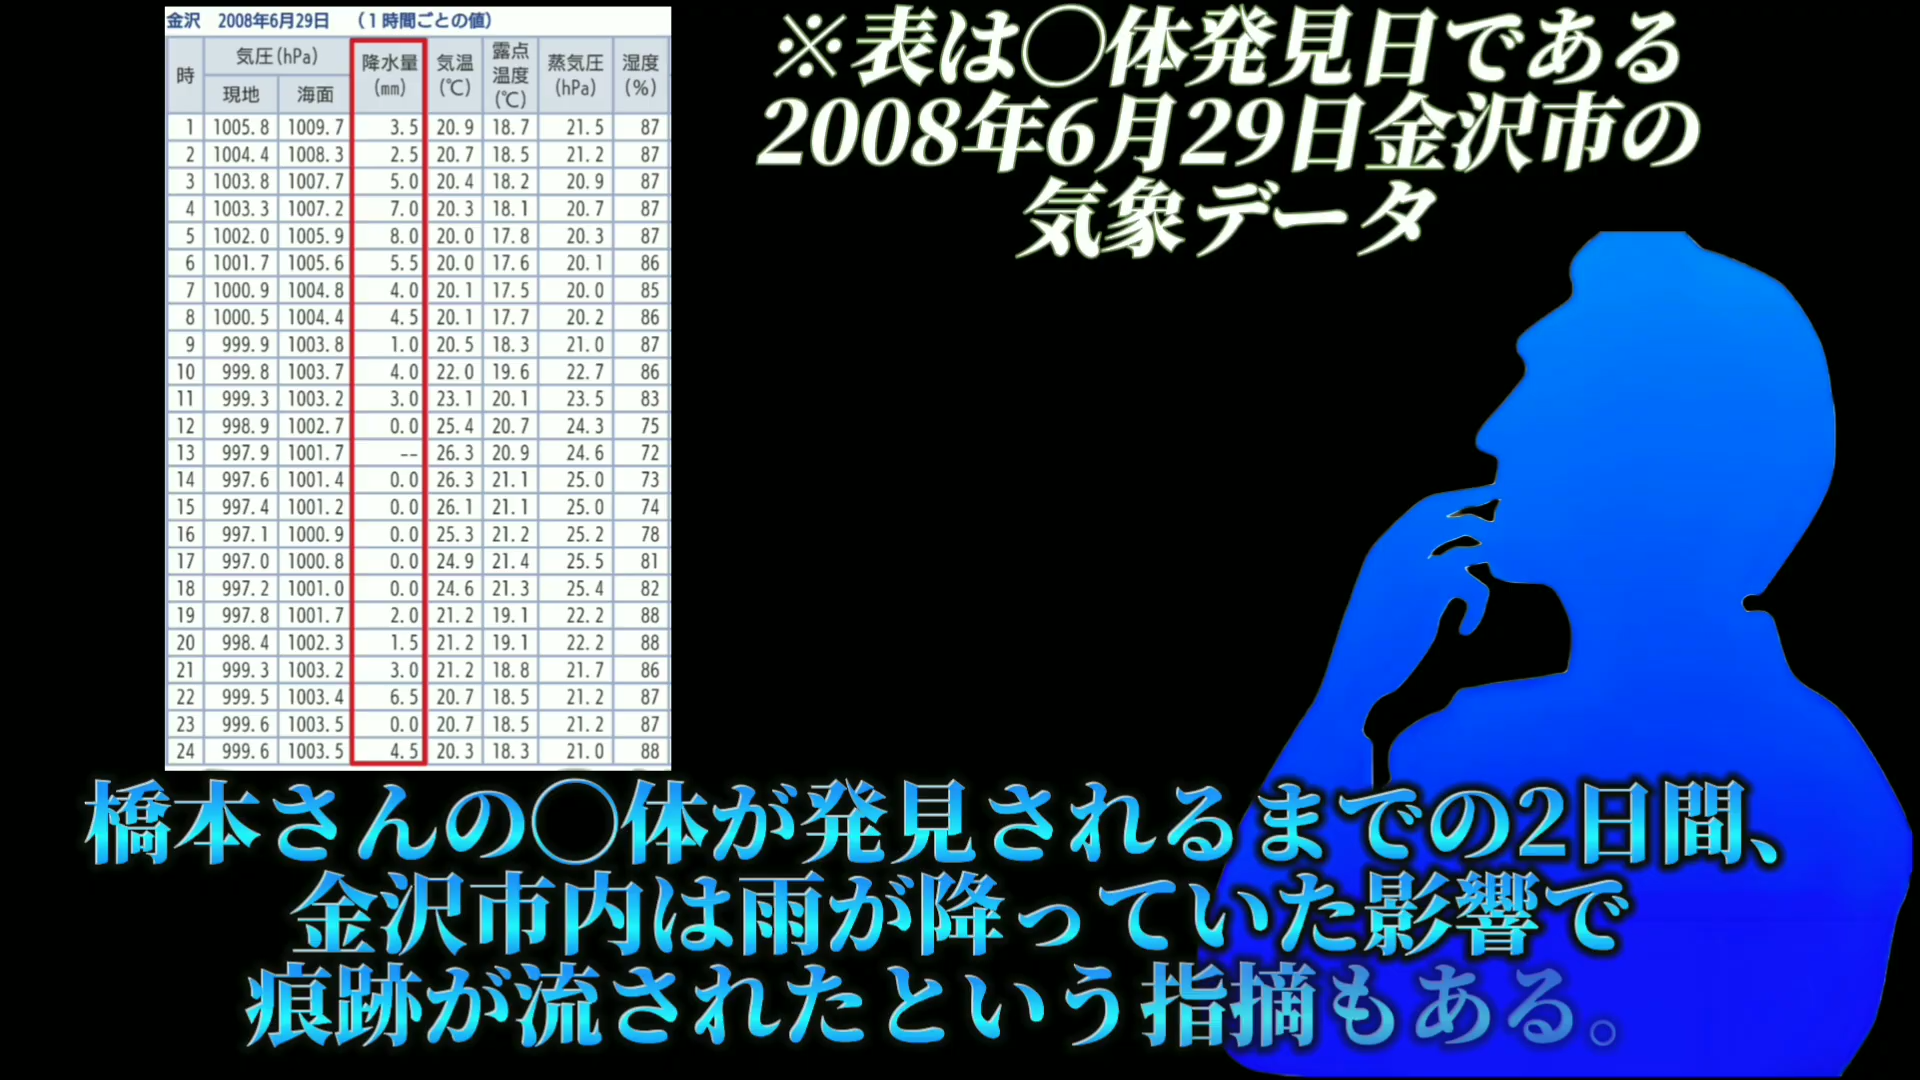 金沢 2008年6月29日 （１時間ごとの値）
時 気圧(hPa) 降水量(㎜) 気温(℃) 露点温度(℃) 蒸気圧(hPa) 湿度(％)
現地 海面
1 1005.8 1009.7 3.5 20.9 18.7 21.5 87
2 1004.4 1008.3 2.5 20.7 18.5 21.2 87
3 1003.8 1007.7 5.0 20.4 18.2 20.9 87
4 1003.3 1007.2 7.0 20.3 18.1 20.7 87
5 1002.0 1005.9 8.0 20.0 17.8 20.3 87
6 1001.7 1005.6 5.5 20.0 17.6 20.1 86
7 1000.9 1004.8 4.0 20.1 17.5 20.0 85
8 1000.5 1004.4 4.5 20.1 17.7 20.2 86
9 999.9 1003.8 1.0 20.5 18.3 21.0 87
10 999.8 1003.7 4.0 22.0 19.6 22.7 86
11 999.3 1003.2 3.0 23.1 20.1 23.5 83
12 998.9 1002.7 0.0 25.4 20.7 24.3 75
13 997.9 1001.7 -- 26.3 20.9 24.6 72
14 997.6 1001.4 0.0 26.3 21.1 25.0 73
15 997.4 1001.2 0.0 26.1 21.1 25.0 74
16 997.1 1000.9 0.0 25.3 21.2 25.2 78
17 997.0 1000.8 0.0 24.9 21.4 25.5 81
18 997.2 1001.0 0.0 24.6 21.3 25.4 82
19 997.8 1001.7 2.0 21.2 19.1 22.2 88
20 998.4 1002.3 1.5 21.2 19.1 22.2 88
21 999.3 1003.2 3.0 21.2 18.8 21.7 86
22 999.5 1003.4 6.5 20.7 18.5 21.2 87
23 999.6 1003.5 0.0 20.7 18.5 21.2 87
24 999.6 1003.5 4.5 20.3 18.3 21.0 88
※表は◯体発見日である
2008年6月29日金沢市の
気象データ
橋本さんの◯体が発見されるまでの2日間、
金沢市内は雨が降っていた影響で
痕跡が流されたという指摘もある。